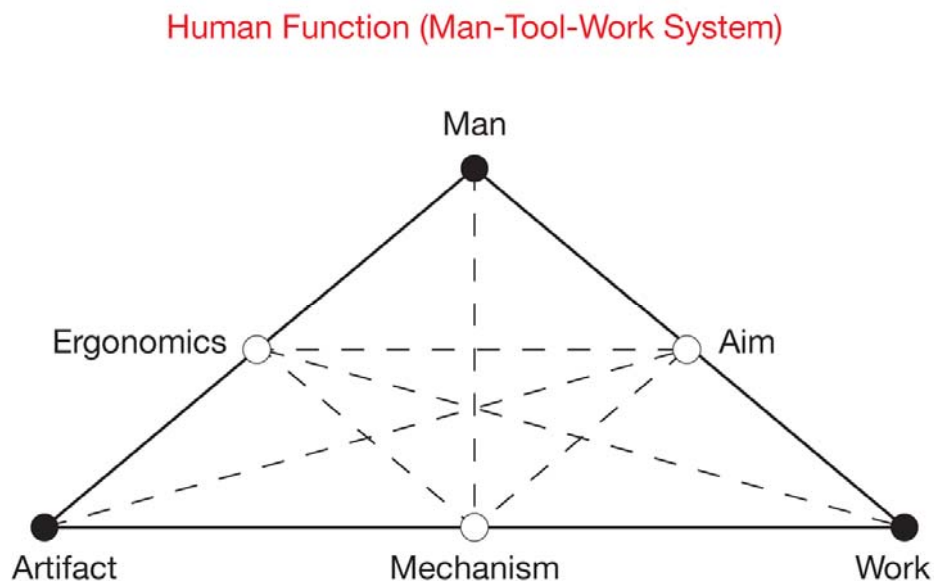 Human Function (Man-Tool-Work System)
Man
Ergonomics
Aim
Artifact
Mechanism
Work